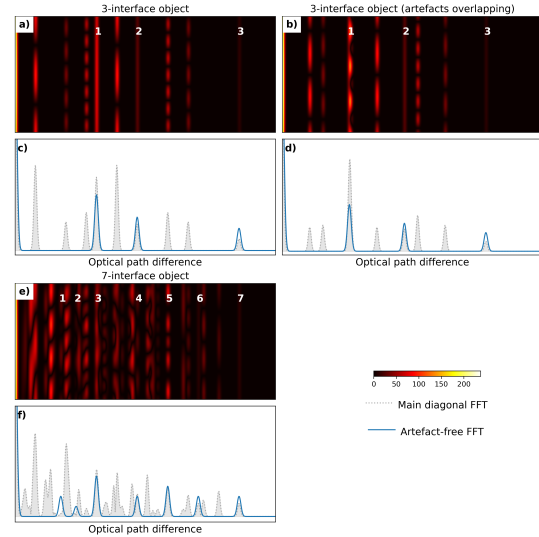 3-interface object
3-interface object (artefacts overlapping)
a)
1
2
3
b)
1
2
3
c)
d)
Optical path difference
Optical path difference
7-interface object
e)
1
2
3
4
5
6
7
0 50 100 150 200
Main diagonal FFT
f)
Artefact-free FFT
Optical path difference